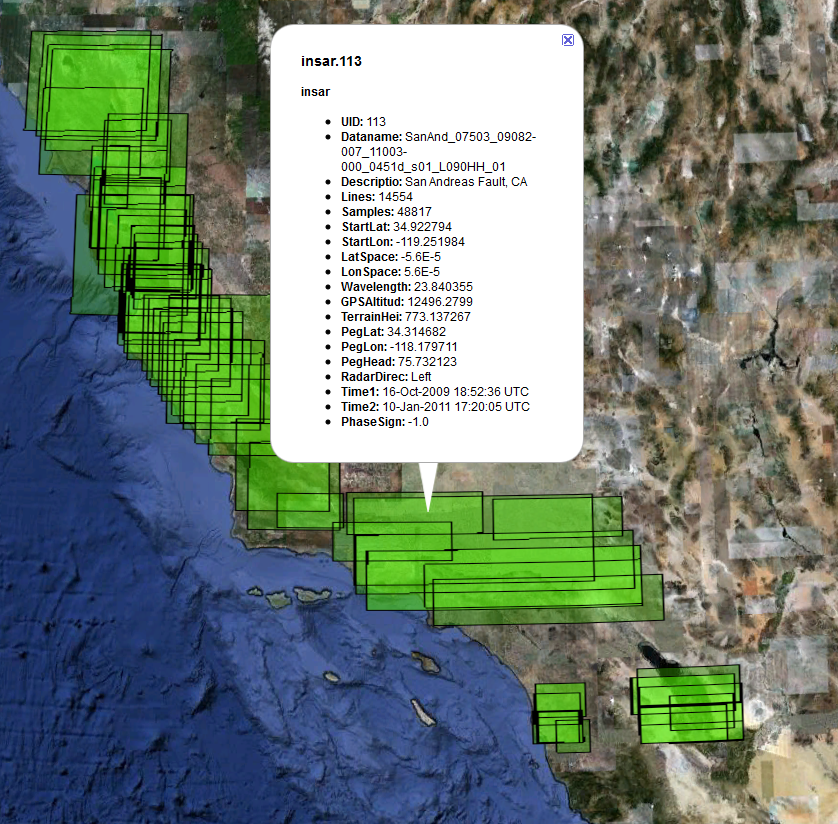 insar.113
insar
UID: 113
Dataname: SanAnd_07503_09082-
007_11003-
000_0451d_s01_L090HH_01
Descriptio: San Andreas Fault, CA
Lines: 14554
Samples: 48817
StartLat: 34.922794
StartLon: -119.251984
LatSpace: -5.6E-5
LonSpace: 5.6E-5
Wavelength: 23.840355
GPSAltitud: 12496.2799
TerrainHei: 773.137267
PegLat: 34.314682
PegLon: -118.179711
PegHead: 75.732123
RadarDirec: Left
Time1: 16-Oct-2009 18:52:36 UTC
Time2: 10-Jan-2011 17:20:05 UTC
PhaseSign: -1.0